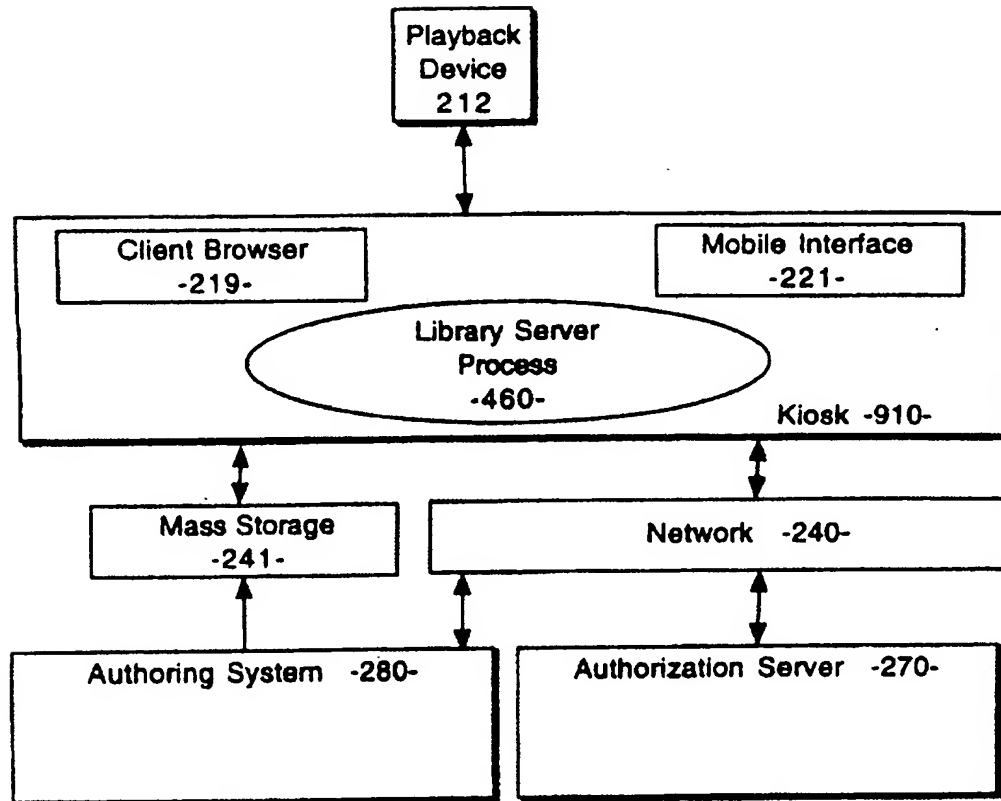 Playback
Device
212
Client Browser
-219-
Mobile Interface
-221-
Library Server
Process
-460-
Kiosk -910-
Mass Storage
-241-
Network -240-
Authoring System -280-
Authorization Server -270-